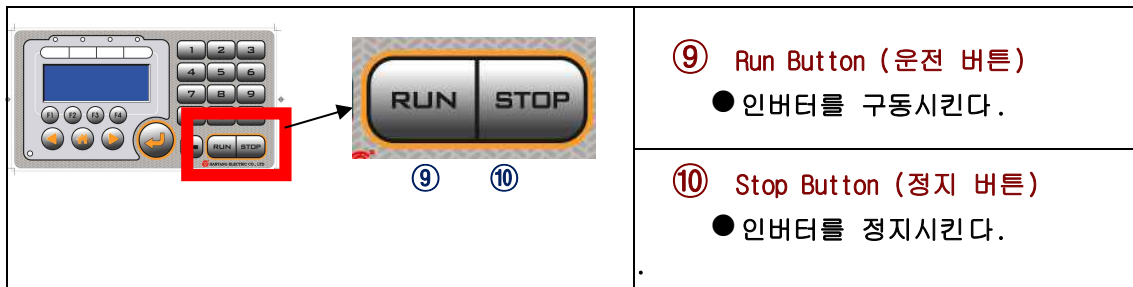 1 2 3
4 5 6
7 8 9
F1 F2 F3 F4
RUN STOP
RUN STOP
⑨ ⑩
⑨ Run Button (운전 버튼)
●인버터를 구동시킨다.
⑩ Stop Button (정지 버튼)
●인버터를 정지시킨다.
.